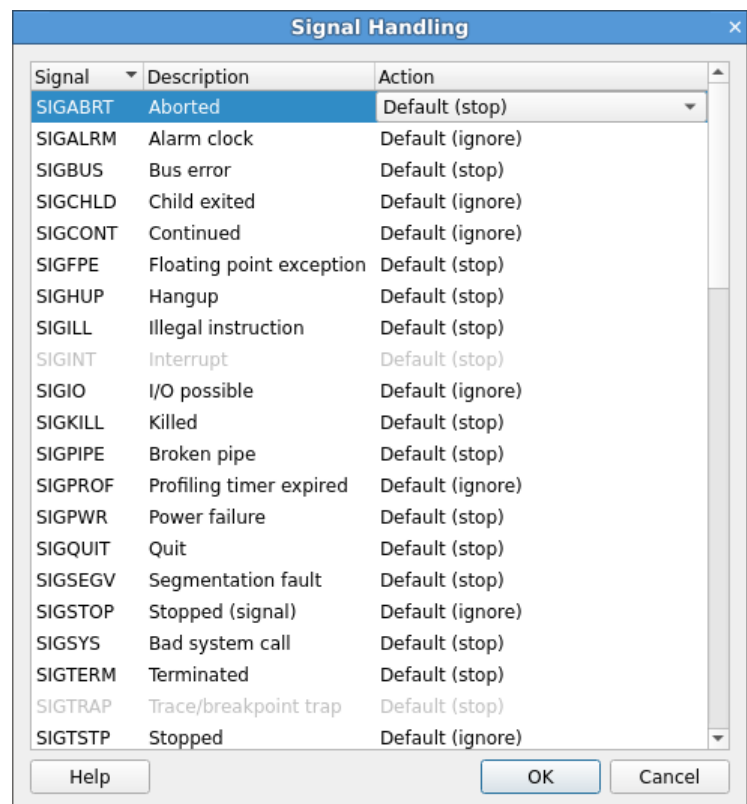 Signal Handling
Signal Description Action
SIGABRT Aborted Default (stop)
SIGALRM Alarm clock Default (ignore)
SIGBUS Bus error Default (stop)
SIGCHLD Child exited Default (ignore)
SIGCONT Continued Default (ignore)
SIGFPE Floating point exception Default (stop)
SIGHUP Hangup Default (stop)
SIGILL Illegal instruction Default (stop)
SIGINT Interrupt Default (stop)
SIGIO I/O possible Default (ignore)
SIGKILL Killed Default (stop)
SIGPIPE Broken pipe Default (stop)
SIGPROF Profiling timer expired Default (ignore)
SIGPWR Power failure Default (stop)
SIGQUIT Quit Default (stop)
SIGSEGV Segmentation fault Default (stop)
SIGSTOP Stopped (signal) Default (ignore)
SIGSYS Bad system call Default (stop)
SIGTERM Terminated Default (stop)
SIGTRAP Trace/breakpoint trap Default (stop)
SIGTSTP Stopped Default (ignore)
Help OK Cancel